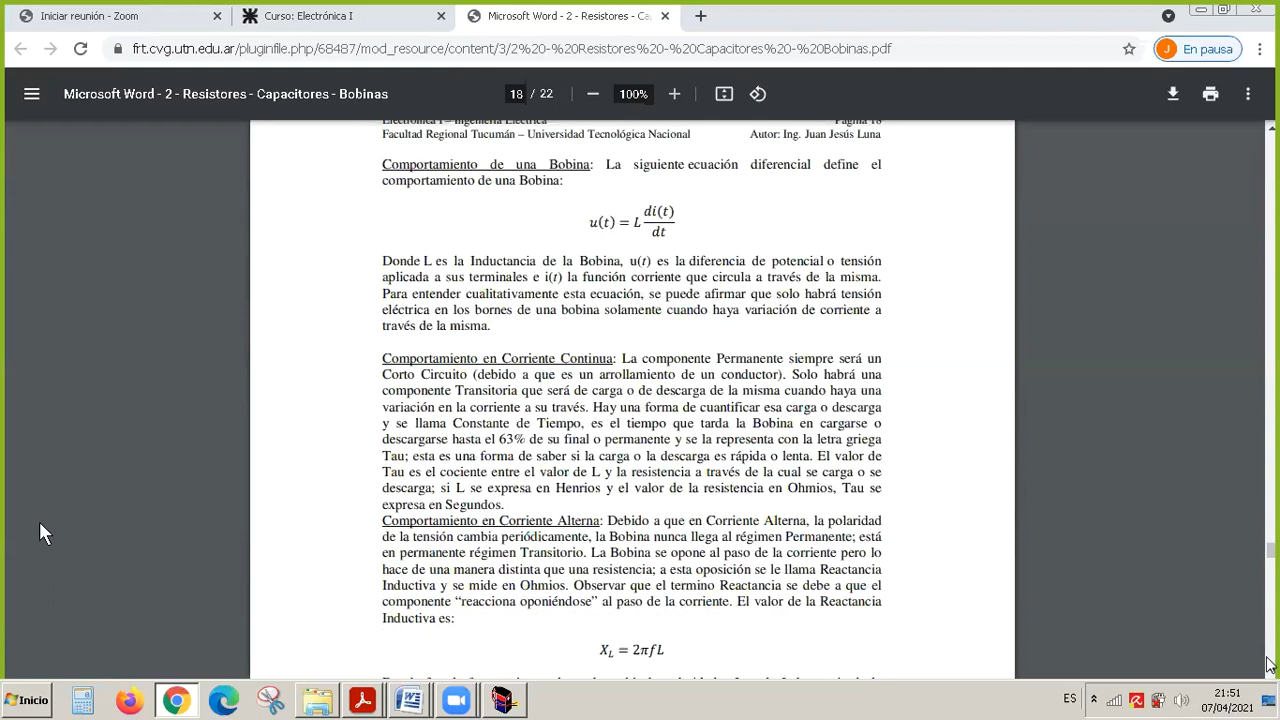 Iniciar reunión - Zoom
Curso: Electrónica I
Microsoft Word - 2 - Resistores - Ca
frt.cvg.utn.edu.ar/pluginfile.php/68487/mod_resource/content/3/2%20-%20Resistores%20-%20Capacitores%20-%20Bobinas.pdf
J En pausa
Microsoft Word - 2 - Resistores - Capacitores - Bobinas
18 / 22
100%
Electrónica I – Ingeniería Eléctrica Página 18
Facultad Regional Tucumán – Universidad Tecnológica Nacional Autor: Ing. Juan Jesús Luna
Comportamiento de una Bobina: La siguiente ecuación diferencial define el
comportamiento de una Bobina:
u(t) = L di(t)/dt
Donde L es la Inductancia de la Bobina, u(t) es la diferencia de potencial o tensión
aplicada a sus terminales e i(t) la función corriente que circula a través de la misma.
Para entender cualitativamente esta ecuación, se puede afirmar que solo habrá tensión
eléctrica en los bornes de una bobina solamente cuando haya variación de corriente a
través de la misma.
Comportamiento en Corriente Continua: La componente Permanente siempre será un
Corto Circuito (debido a que es un arrollamiento de un conductor). Solo habrá una
componente Transitoria que será de carga o de descarga de la misma cuando haya una
variación en la corriente a su través. Hay una forma de cuantificar esa carga o descarga
y se llama Constante de Tiempo, es el tiempo que tarda la Bobina en cargarse o
descargarse hasta el 63% de su final o permanente y se la representa con la letra griega
Tau; esta es una forma de saber si la carga o la descarga es rápida o lenta. El valor de
Tau es el cociente entre el valor de L y la resistencia a través de la cual se carga o se
descarga; si L se expresa en Henrios y el valor de la resistencia en Ohmios, Tau se
expresa en Segundos.
Comportamiento en Corriente Alterna: Debido a que en Corriente Alterna, la polaridad
de la tensión cambia periódicamente, la Bobina nunca llega al régimen Permanente; está
en permanente régimen Transitorio. La Bobina se opone al paso de la corriente pero lo
hace de una manera distinta que una resistencia; a esta oposición se le llama Reactancia
Inductiva y se mide en Ohmios. Observar que el termino Reactancia se debe a que el
componente “reacciona oponiéndose” al paso de la corriente. El valor de la Reactancia
Inductiva es:
X_L = 2πfL
Inicio
ES
21:51
07/04/2021